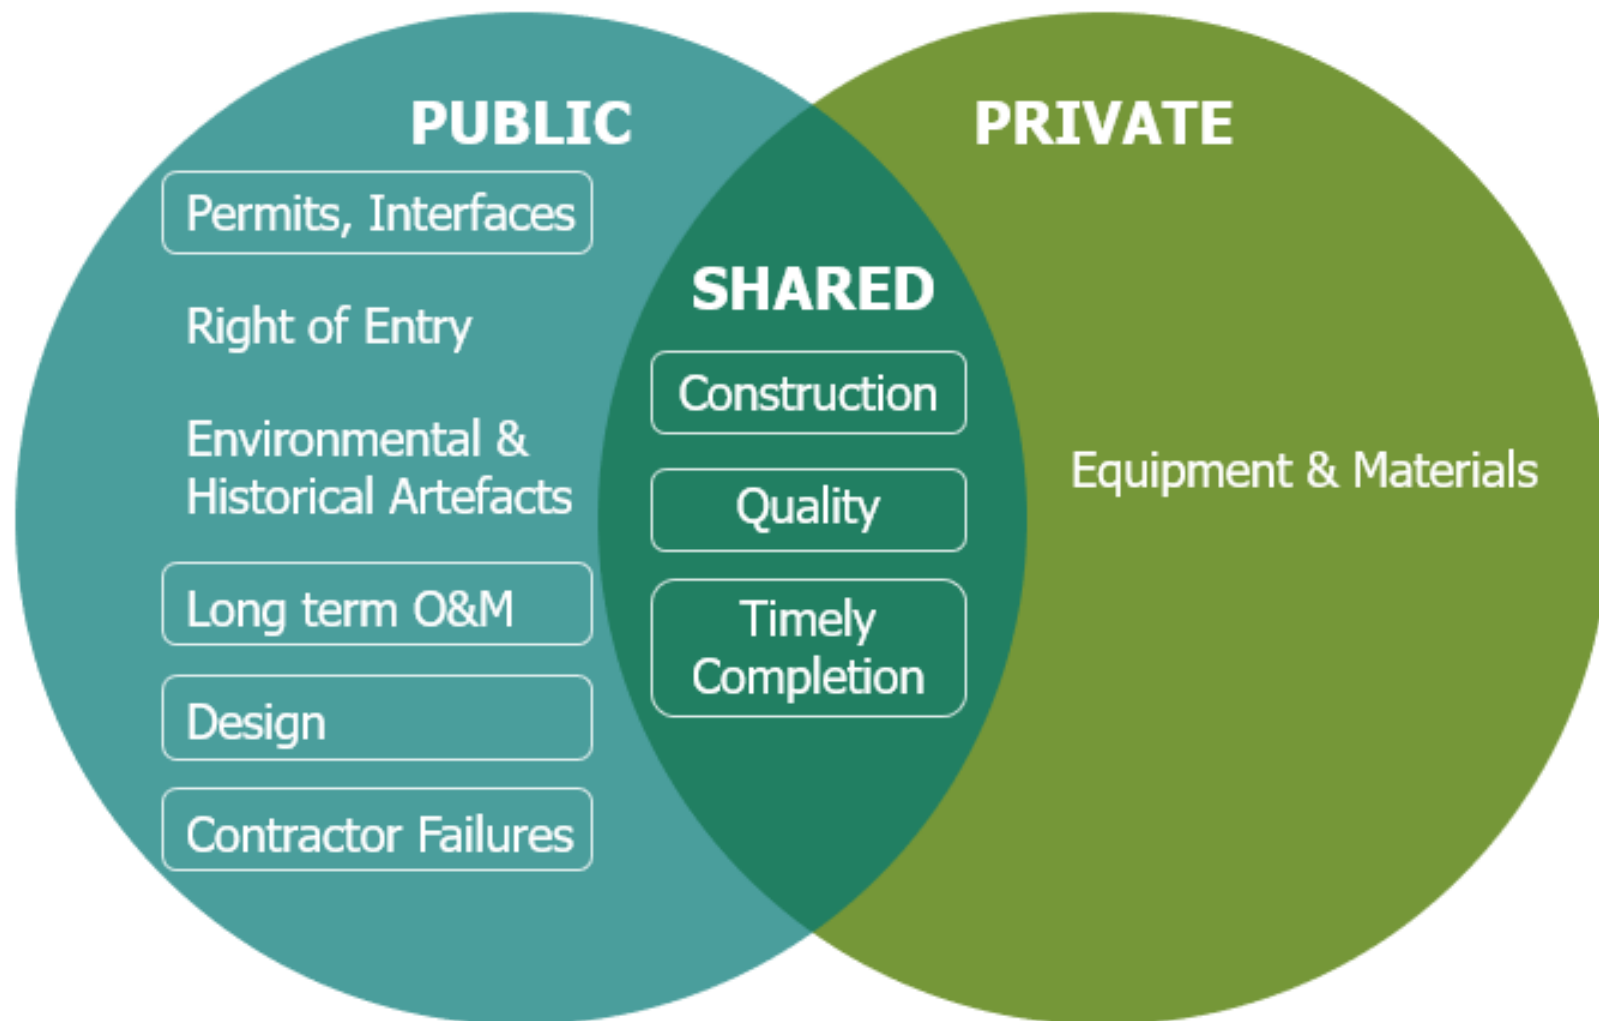 PUBLIC
Permits, Interfaces
Right of Entry
Environmental &
Historical Artefacts
Long term O&M
Design
Contractor Failures
SHARED
Construction
Quality
Timely
Completion
PRIVATE
Equipment & Materials